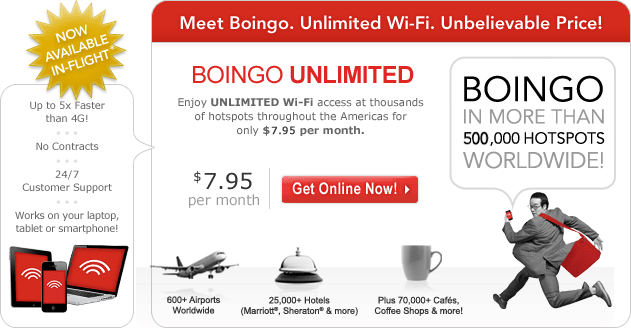 NOW
AVAILABLE
IN-FLIGHT*
Up to 5x Faster
than 4G!
No Contracts
24/7
Customer Support
Works on your laptop,
tablet or smartphone!
Meet Boingo. Unlimited Wi-Fi. Unbelievable Price!
BOINGO UNLIMITED
Enjoy UNLIMITED Wi-Fi access at thousands
of hotspots throughout the Americas for
only $7.95 per month.
$7.95
per month
Get Online Now!
BOINGO
IN MORE THAN
500,000 HOTSPOTS
WORLDWIDE!
600+ Airports
Worldwide
25,000+ Hotels
(Marriott®, Sheraton® & more)
Plus 70,000+ Cafés,
Coffee Shops & more!